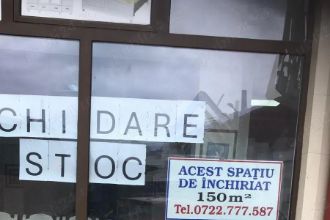 CHIDARE
STOC
ACEST SPAȚIU
DE ÎNCHIRIAT
150m²
Tel.0722.777.587